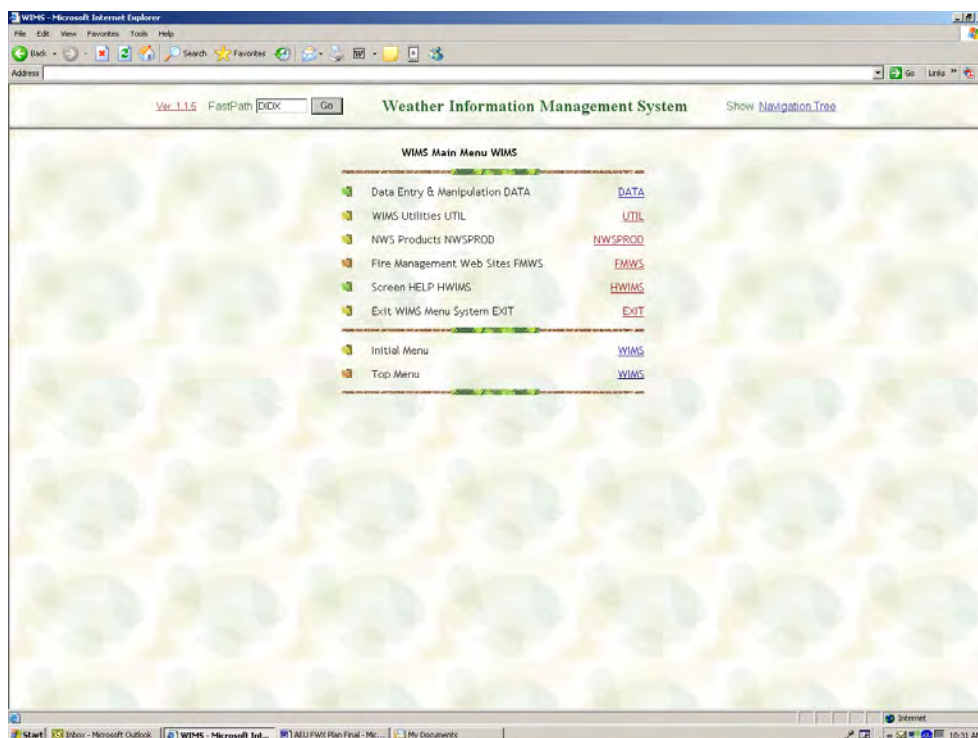 WIMS - Microsoft Internet Explorer
File Edit View Favorites Tools Help
Back Search Favorites
Address Go Links »
Ver. 1.1.5 FastPath DIDX Go Weather Information Management System Show Navigation Tree
WIMS Main Menu WIMS
Data Entry & Manipulation DATA DATA
WIMS Utilities UTIL UTIL
NWS Products NWSPROD NWSPROD
Fire Management Web Sites FMWS FMWS
Screen HELP HWIMS HWIMS
Exit WIMS Menu System EXIT EXIT
Initial Menu WIMS
Top Menu WIMS
Internet
Start Inbox - Microsoft Outlook WIMS - Microsoft Int... Plan Final - Mic... My Documents